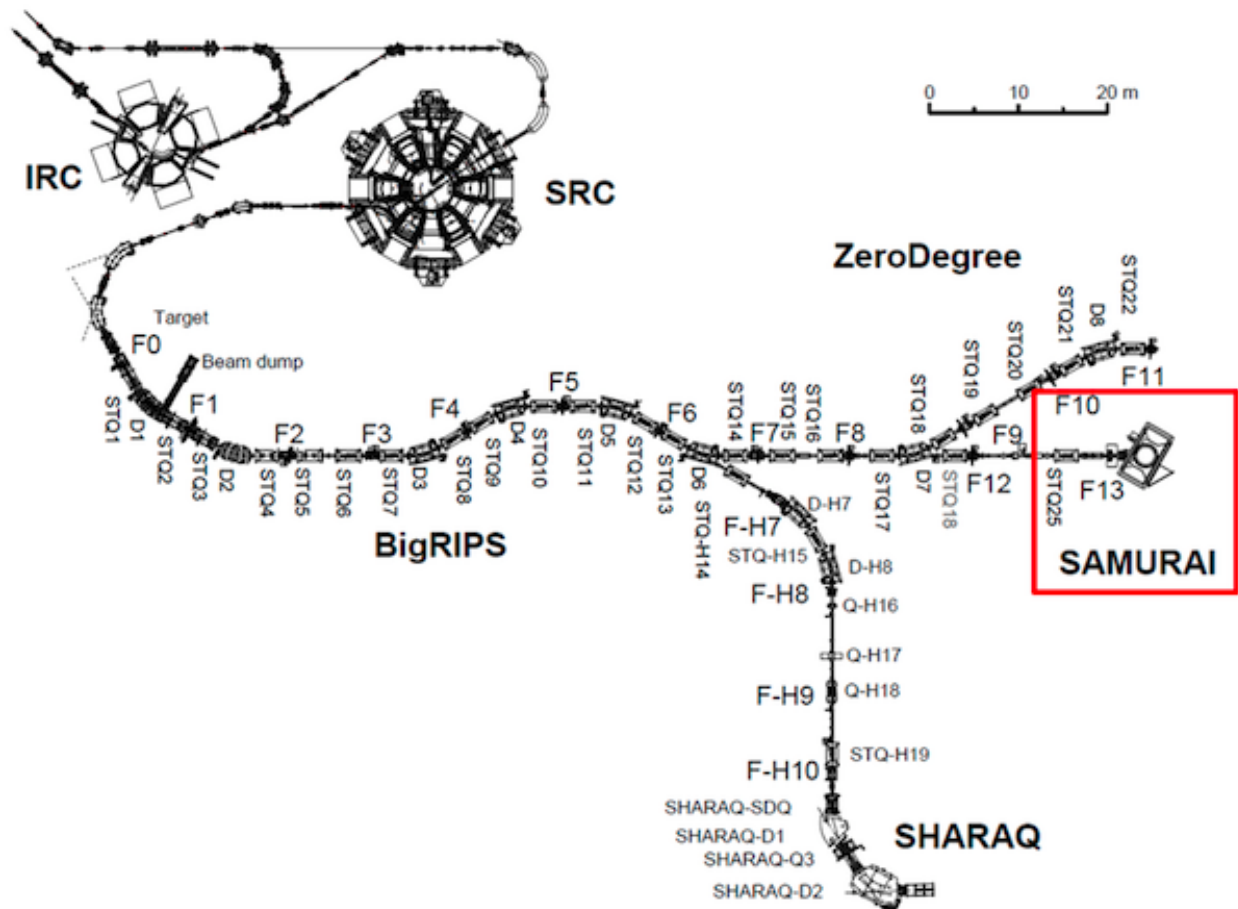 0 10 20 m
IRC
SRC
ZeroDegree
Target
F0
Beam dump
STQ1
D1
STQ2
F1
STQ3
D2
STQ4
F2
STQ5
STQ6
F3
STQ7
D3
F4
STQ8
STQ9
D4
STQ10
F5
STQ11
D5
STQ12
F6
STQ13
D6
STQ-H14
STQ14
F7
STQ15
STQ16
F8
STQ17
STQ18
D7
STQ18
STQ19
F12
STQ20
F9
STQ21
F10
D8
STQ22
F11
STQ25
F13
SAMURAI
BigRIPS
F-H7
D-H7
STQ-H15
D-H8
F-H8
Q-H16
Q-H17
F-H9
Q-H18
STQ-H19
F-H10
SHARAQ-SDQ
SHARAQ-D1
SHARAQ
SHARAQ-Q3
SHARAQ-D2